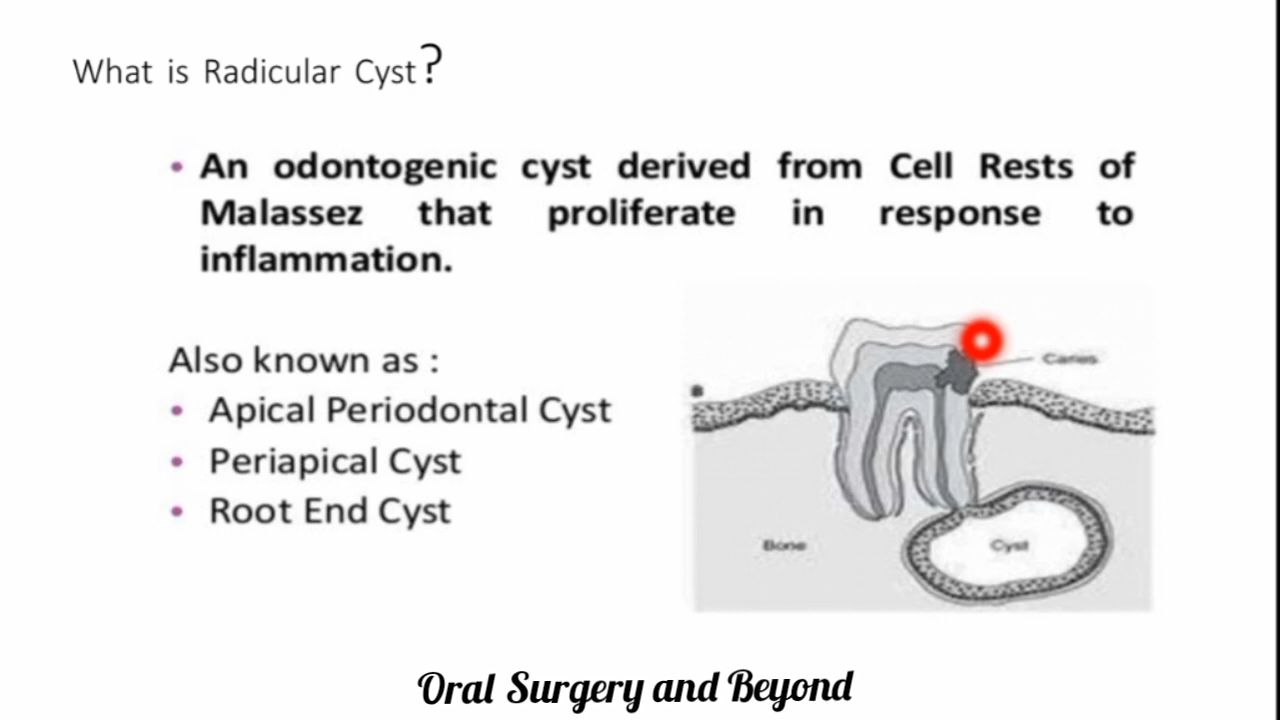 What is Radicular Cyst?
• An odontogenic cyst derived from Cell Rests of
Malassez that proliferate in response to
inflammation.
Also known as :
• Apical Periodontal Cyst
• Periapical Cyst
• Root End Cyst
Caries
B
Bone
Cyst
Oral Surgery and Beyond